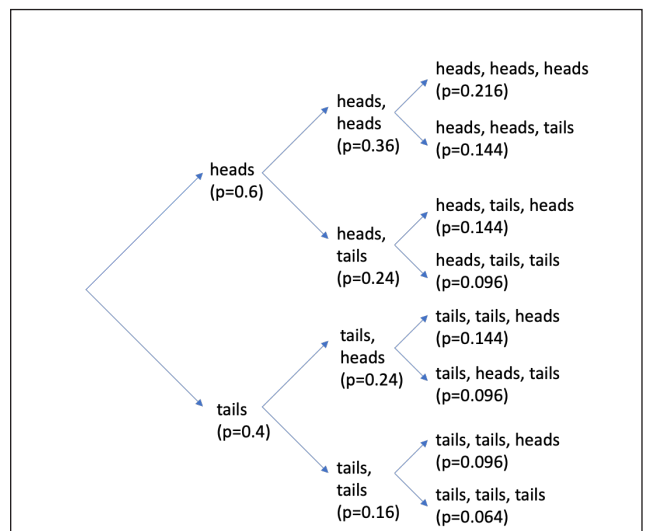 heads
(p=0.6)
tails
(p=0.4)
heads,
heads
(p=0.36)
heads,
tails
(p=0.24)
tails,
heads
(p=0.24)
tails,
tails
(p=0.16)
heads, heads, heads
(p=0.216)
heads, heads, tails
(p=0.144)
heads, tails, heads
(p=0.144)
heads, tails, tails
(p=0.096)
tails, tails, heads
(p=0.144)
tails, heads, tails
(p=0.096)
tails, tails, heads
(p=0.096)
tails, tails, tails
(p=0.064)